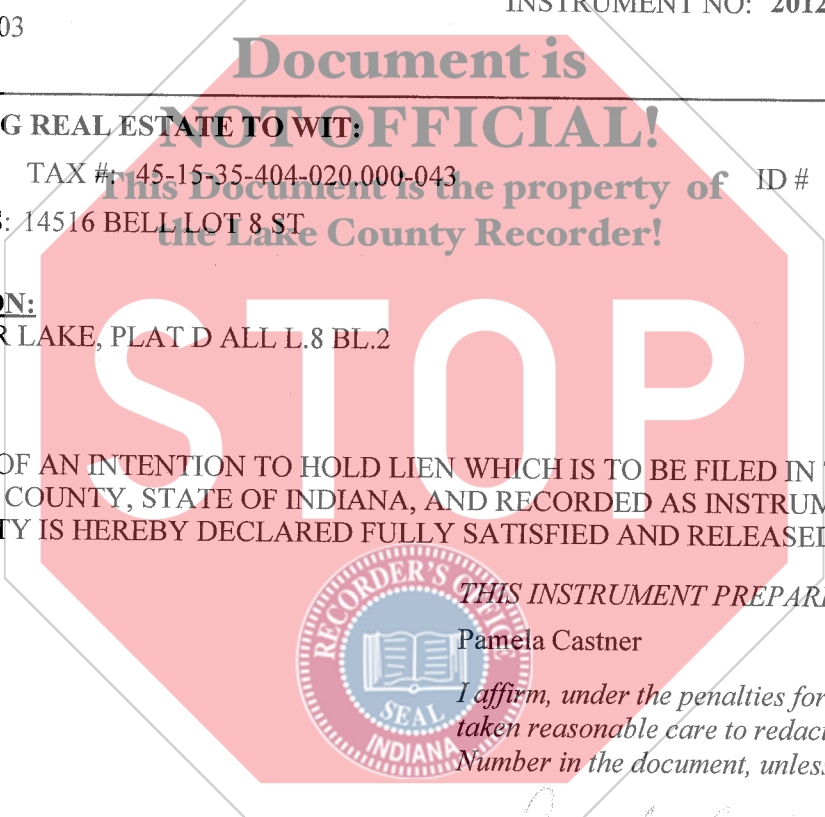 INSTRUMENT NO: 2012
03
Document is
NOT OFFICIAL!
G REAL ESTATE TO WIT:
TAX #: 45-15-35-404-020.000-043 ID #
This Document is the property of
S: 14516 BELL LOT 8 ST
the Lake County Recorder!
ON:
R LAKE, PLAT D ALL L.8 BL.2
STOP
OF AN INTENTION TO HOLD LIEN WHICH IS TO BE FILED IN
COUNTY, STATE OF INDIANA, AND RECORDED AS INSTRUM
TY IS HEREBY DECLARED FULLY SATISFIED AND RELEASED
THIS INSTRUMENT PREPARE
Pamela Castner
I affirm, under the penalties for
taken reasonable care to redact
Number in the document, unless
RECORDER'S OFFICE
SEAL
INDIANA